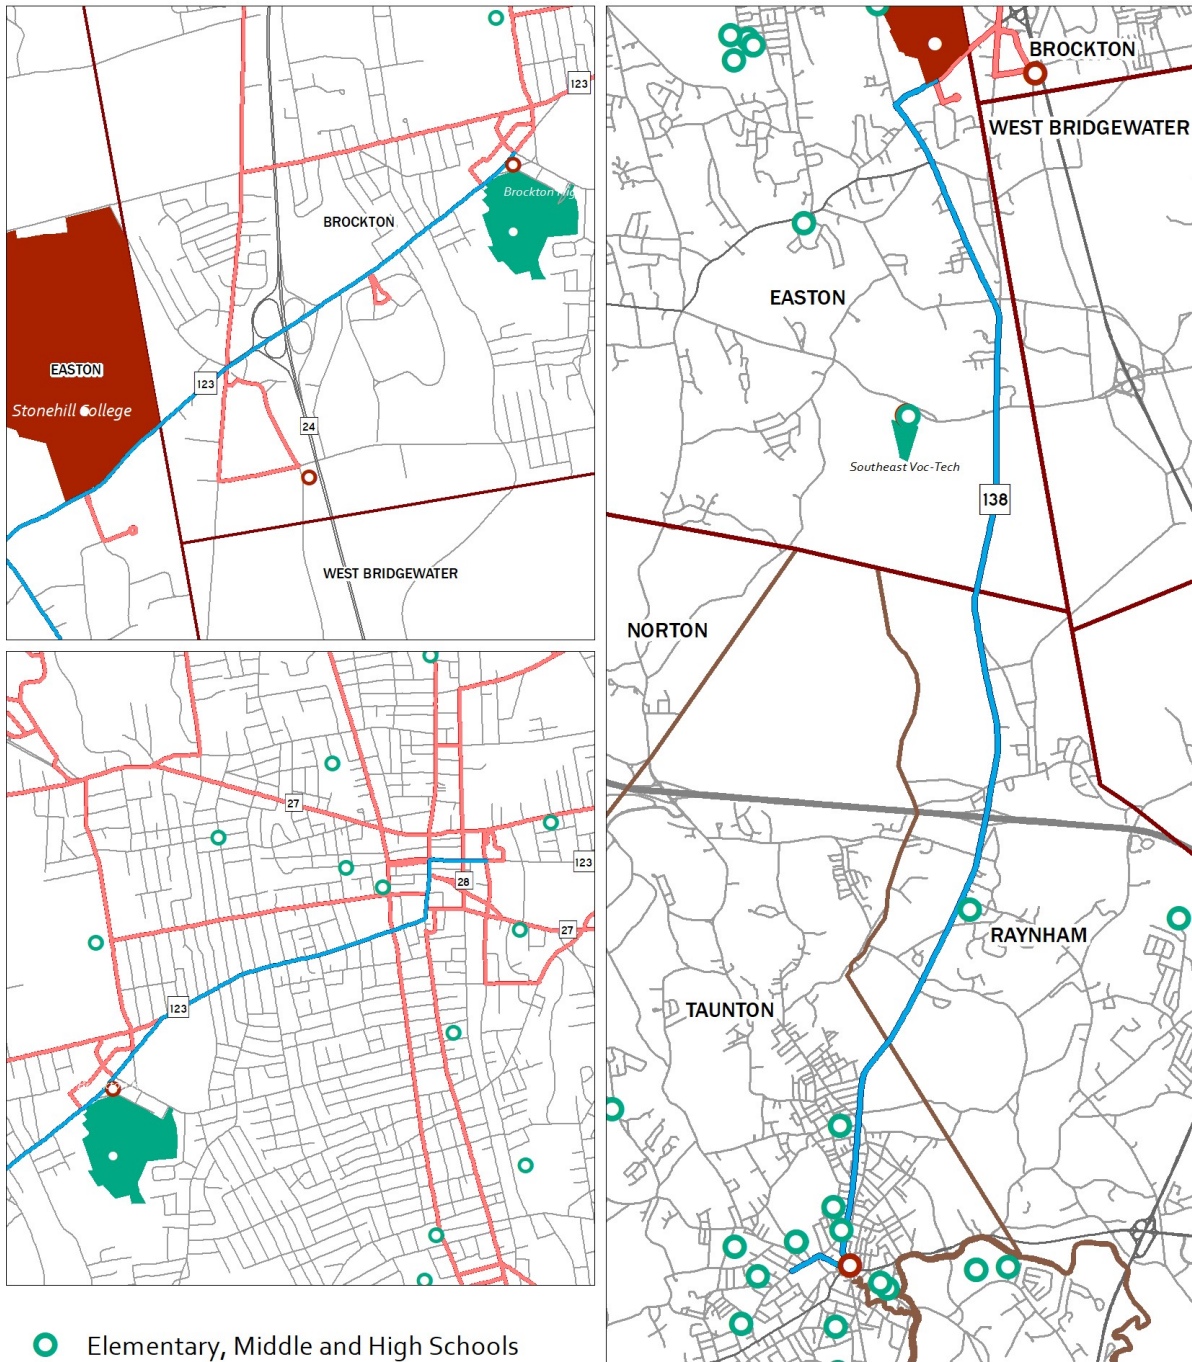 123
BROCKTON
Brockton Hig
EASTON
123
Stonehill College
24
WEST BRIDGEWATER
27
123
28
27
123
BROCKTON
WEST BRIDGEWATER
EASTON
Southeast Voc-Tech
138
NORTON
RAYNHAM
TAUNTON
Elementary, Middle and High Schools